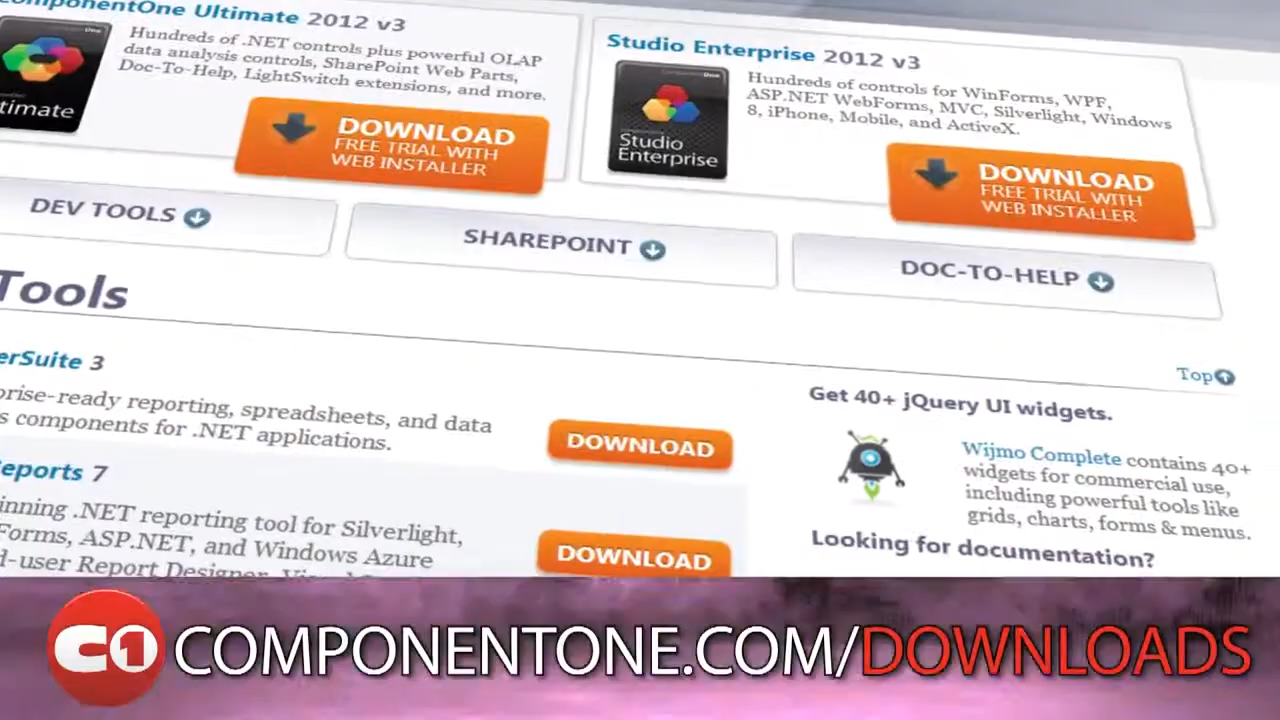 ComponentOne Ultimate 2012 v3
Hundreds of .NET controls plus powerful OLAP
data analysis controls, SharePoint Web Parts,
Doc-To-Help, LightSwitch extensions, and more.
timate
DOWNLOAD
FREE TRIAL WITH
WEB INSTALLER
Studio Enterprise 2012 v3
Hundreds of controls for WinForms, WPF,
ASP.NET WebForms, MVC, Silverlight, Windows
8, iPhone, Mobile, and ActiveX.
Studio
Enterprise
DOWNLOAD
FREE TRIAL WITH
WEB INSTALLER
DEV TOOLS
SHAREPOINT
DOC-TO-HELP
Tools
Top
erSuite 3
prise-ready reporting, spreadsheets, and data
s components for .NET applications.
DOWNLOAD
eports 7
inning .NET reporting tool for Silverlight,
Forms, ASP.NET, and Windows Azure
d-user Report Designer,
DOWNLOAD
Get 40+ jQuery UI widgets.
Wijmo Complete contains 40+
widgets for commercial use,
including powerful tools like
grids, charts, forms & menus.
Looking for documentation?
C1 COMPONENTONE.COM/DOWNLOADS